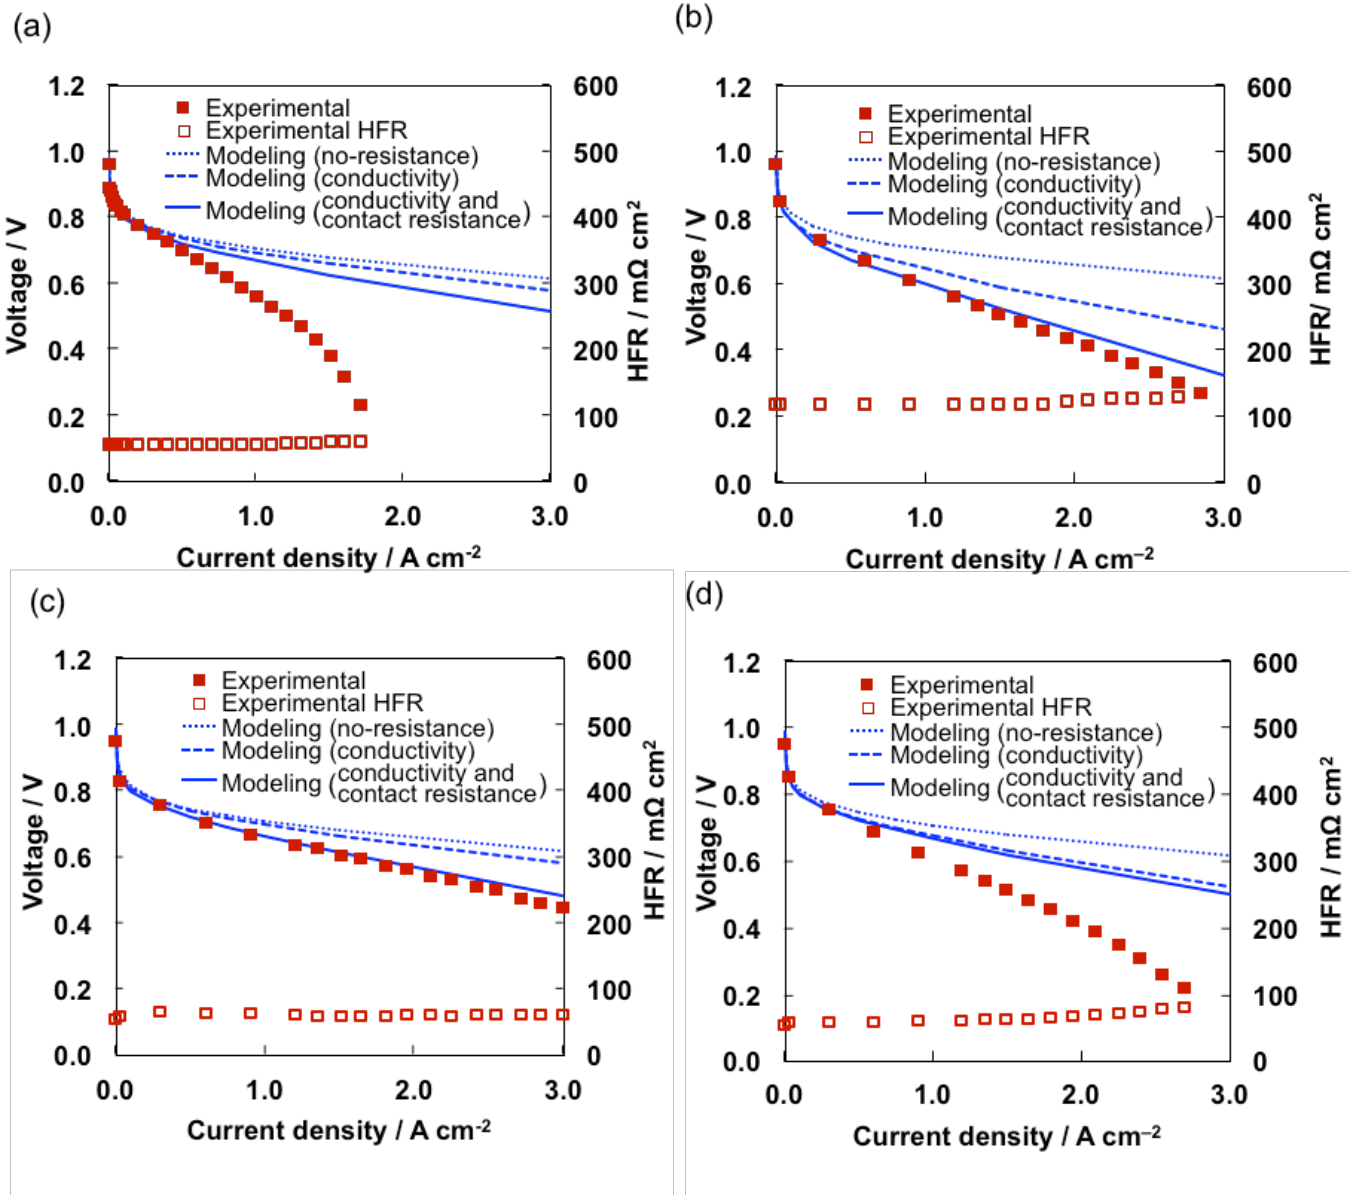 (a)
1.2
1.0
0.8
0.6
0.4
0.2
0.0
Voltage / V
600
500
400
300
200
100
0
HFR / mΩ cm2
Experimental
Experimental HFR
Modeling (no-resistance)
Modeling (conductivity)
Modeling (conductivity and
contact resistance)
0.0 1.0 2.0 3.0
Current density / A cm-2
(b)
1.2
1.0
0.8
0.6
0.4
0.2
0.0
Voltage / V
600
500
400
300
200
100
0
HFR/ mΩ cm2
Experimental
Experimental HFR
Modeling (no-resistance)
Modeling (conductivity)
Modeling (conductivity and
contact resistance)
0.0 1.0 2.0 3.0
Current density / A cm–2
(c)
1.2
1.0
0.8
0.6
0.4
0.2
0.0
Voltage / V
600
500
400
300
200
100
0
HFR / mΩ cm2
Experimental
Experimental HFR
Modeling (no-resistance)
Modeling (conductivity)
Modeling (conductivity and
contact resistance)
0.0 1.0 2.0 3.0
Current density / A cm-2
(d)
1.2
1.0
0.8
0.6
0.4
0.2
0.0
Voltage / V
600
500
400
300
200
100
0
HFR / mΩ cm2
Experimental
Experimental HFR
Modeling (no-resistance)
Modeling (conductivity)
Modeling (conductivity and
contact resistance)
0.0 1.0 2.0 3.0
Current density / A cm–2